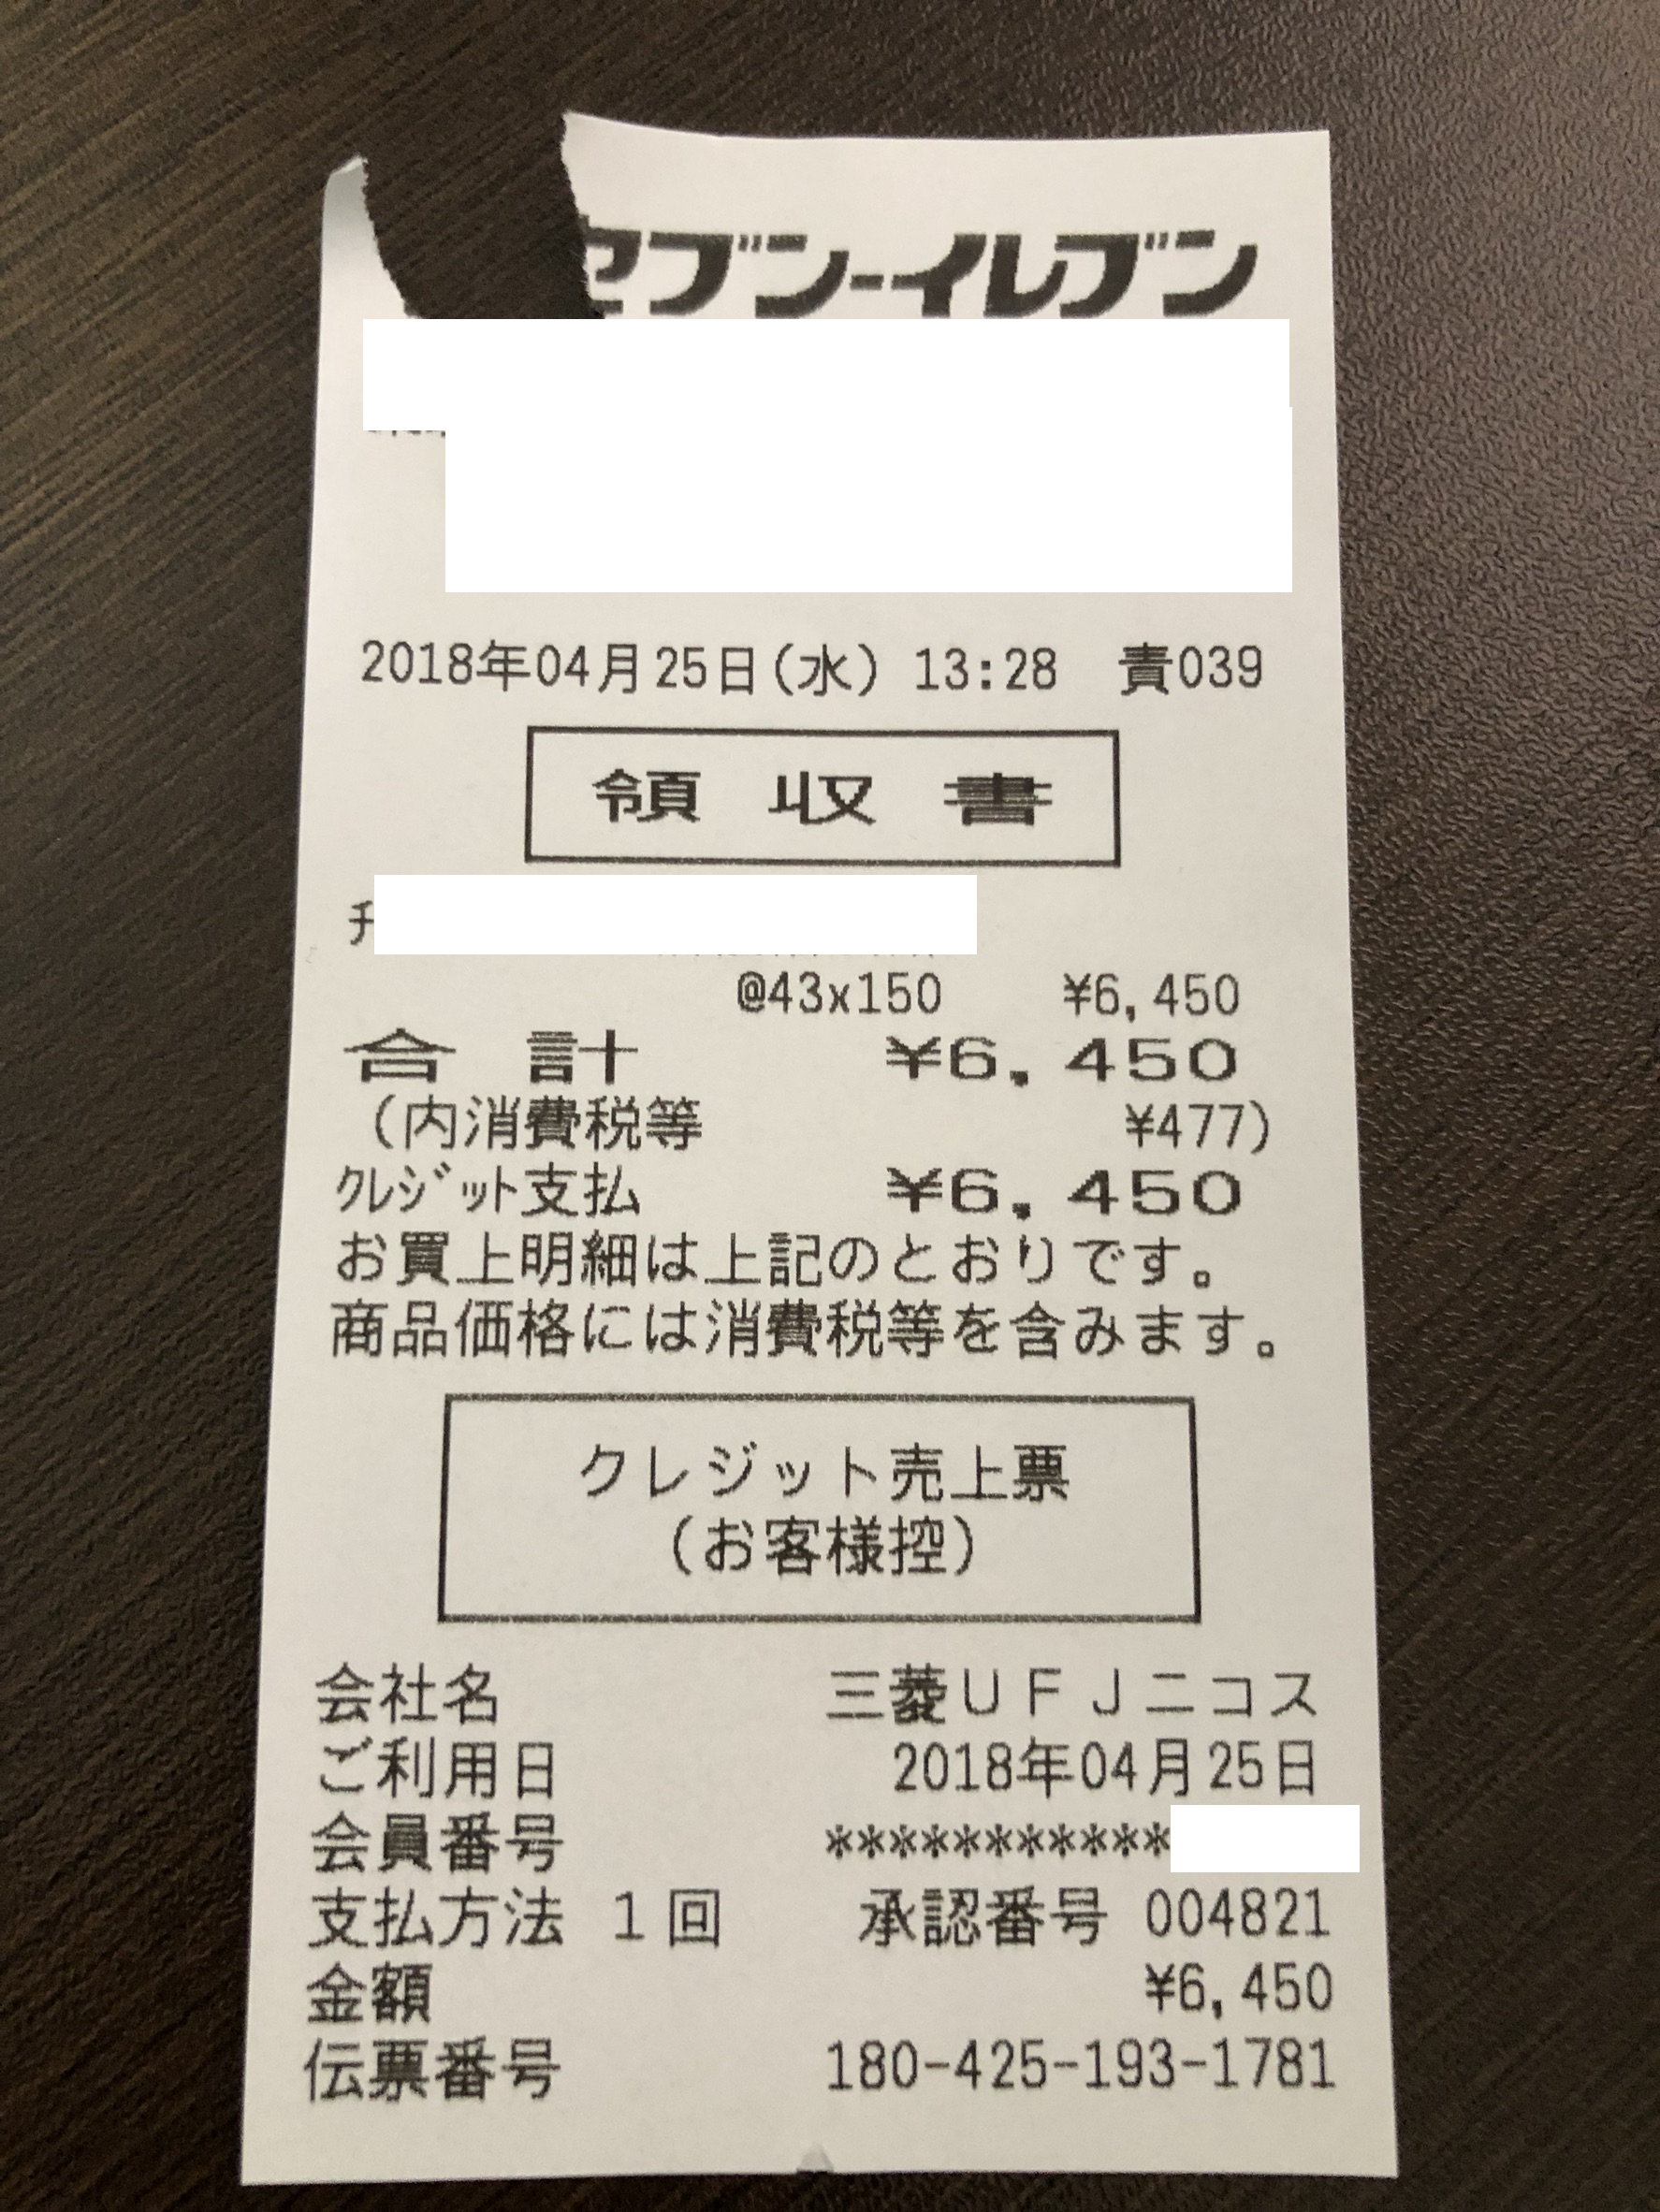 セブン-イレブン
2018年04月25日(水) 13:28 責039
領収書
@43x150 ¥6,450
合計 ¥6,450
(内消費税等 ¥477)
ｸﾚｼﾞｯﾄ支払 ¥6,450
お買上明細は上記のとおりです。
商品価格には消費税等を含みます。
クレジット売上票
(お客様控)
会社名 三菱ＵＦＪニコス
ご利用日 2018年04月25日
会員番号 ***********
支払方法 1回 承認番号 004821
金額 ¥6,450
伝票番号 180-425-193-1781